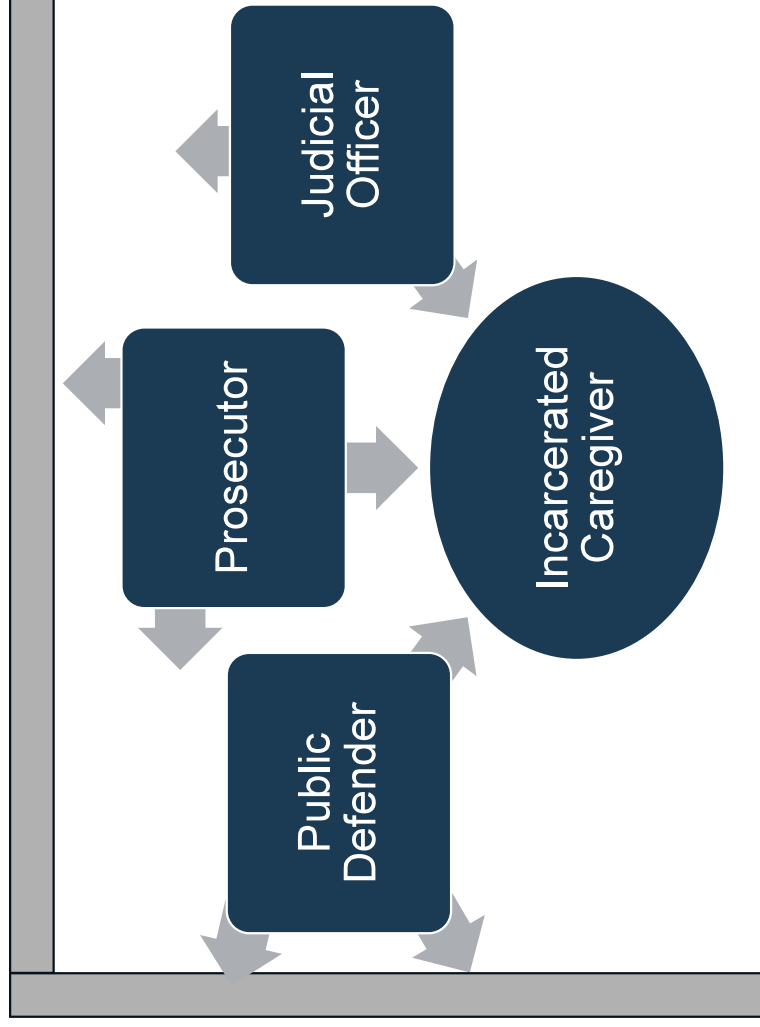 Public
Defender
Prosecutor
Judicial
Officer
Incarcerated
Caregiver